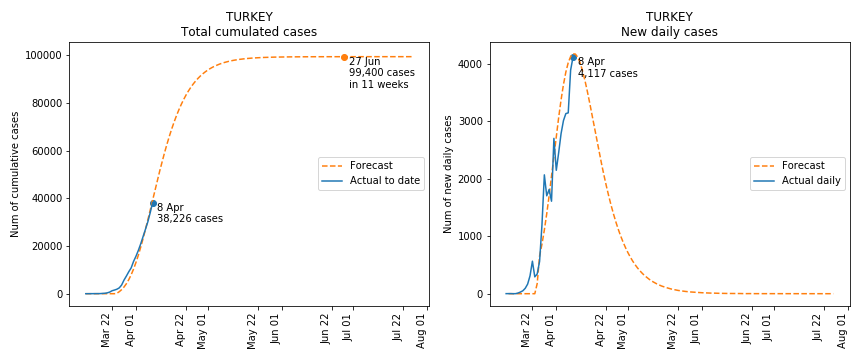 TURKEY
Total cumulated cases
Num of cumulative cases
100000
80000
60000
40000
20000
0
27 Jun
99,400 cases
in 11 weeks
8 Apr
38,226 cases
Forecast
Actual to date
Mar 22
Apr 01
Apr 22
May 01
May 22
Jun 01
Jun 22
Jul 01
Jul 22
Aug 01
TURKEY
New daily cases
Num of new daily cases
4000
3000
2000
1000
0
8 Apr
4,117 cases
Forecast
Actual daily
Mar 22
Apr 01
Apr 22
May 01
May 22
Jun 01
Jun 22
Jul 01
Jul 22
Aug 01